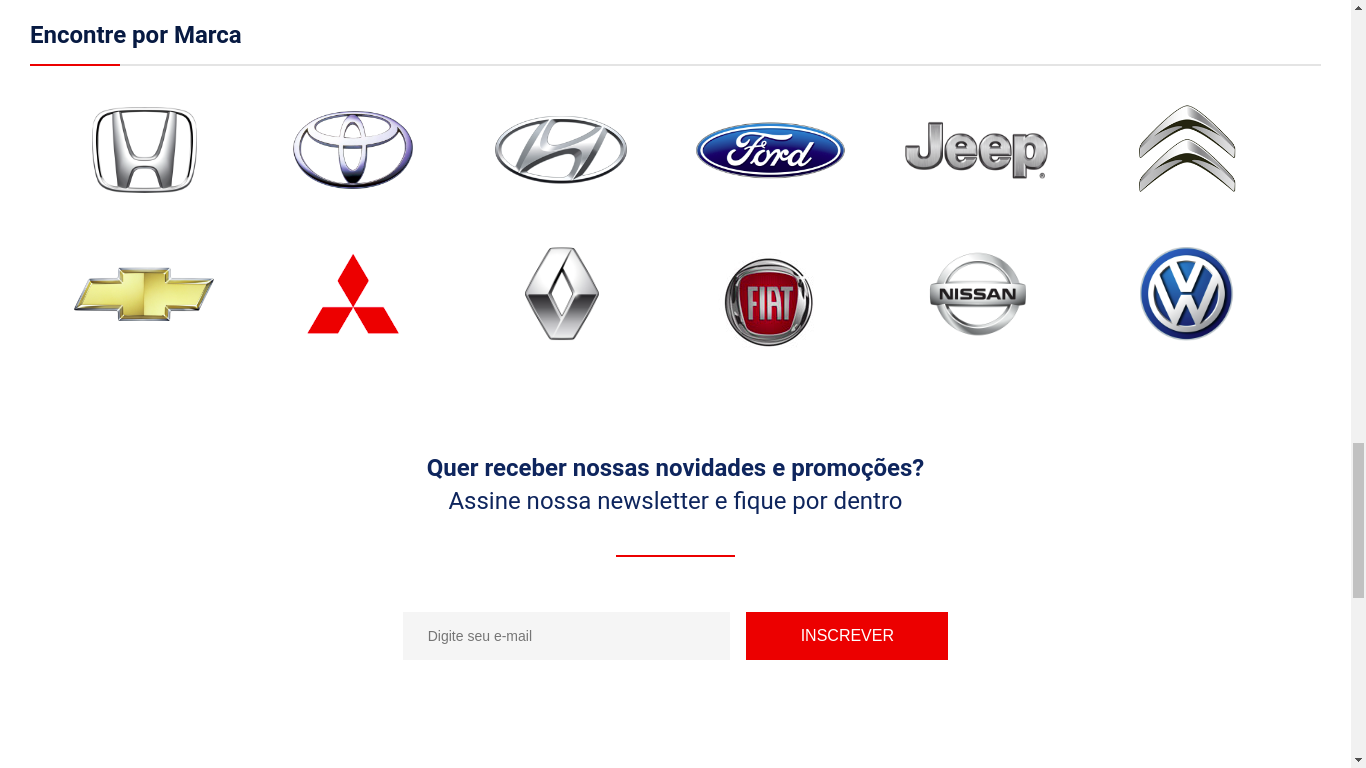 Encontre por Marca
Ford
Jeep
FIAT
NISSAN
Quer receber nossas novidades e promoções?
Assine nossa newsletter e fique por dentro
Digite seu e-mail
INSCREVER